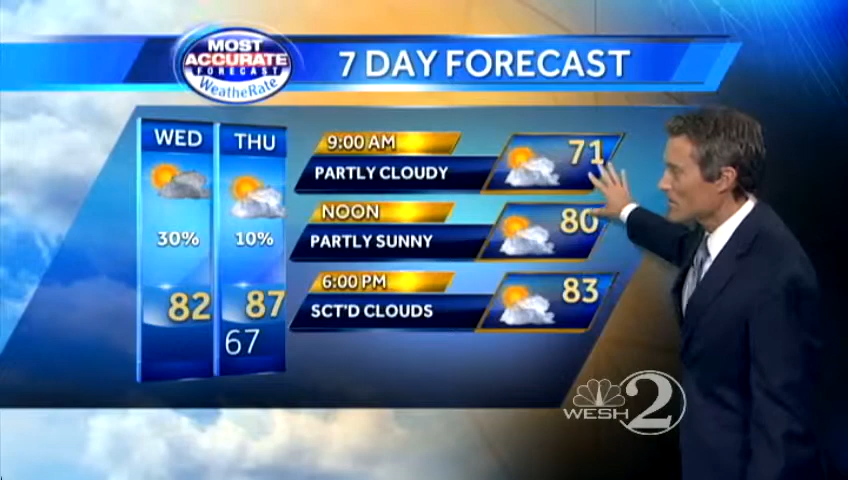 MOST
ACCURATE
FORECAST
WeatheRate
7 DAY FORECAST
WED
THU
30%
10%
82
87
67
9:00 AM
71
PARTLY CLOUDY
NOON
80
PARTLY SUNNY
6:00 PM
83
SCT'D CLOUDS
WESH 2